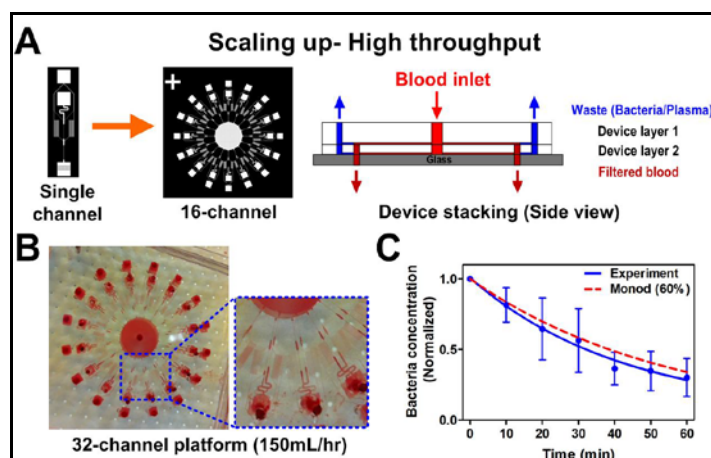 A
Scaling up- High throughput
Single
channel
16-channel
Blood inlet
Glass
Device stacking (Side view)
Waste (Bacteria/Plasma)
Device layer 1
Device layer 2
Filtered blood
B
32-channel platform (150mL/hr)
C
Bacteria concentration
(Normalized)
1.0
0.5
0.0
Experiment
Monod (60%)
0 10 20 30 40 50 60
Time (min)